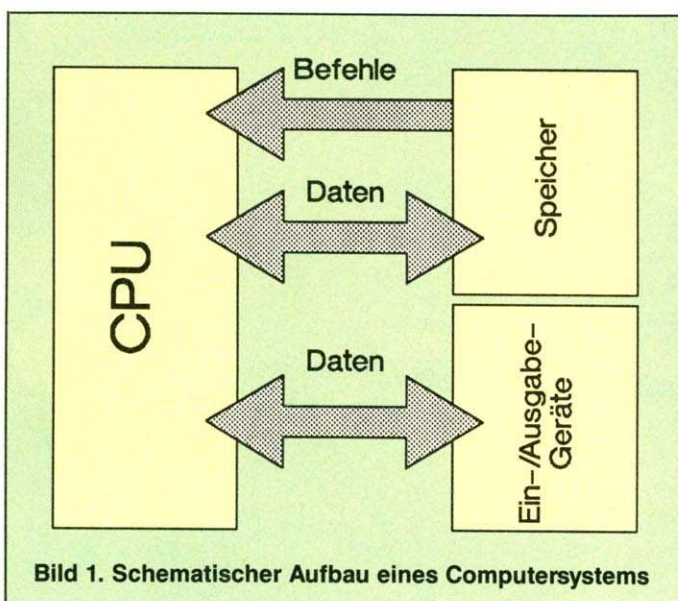 Befehle
Daten
Daten
CPU
Speicher
Ein-/Ausgabe-
Geräte
Bild 1. Schematischer Aufbau eines Computersystems